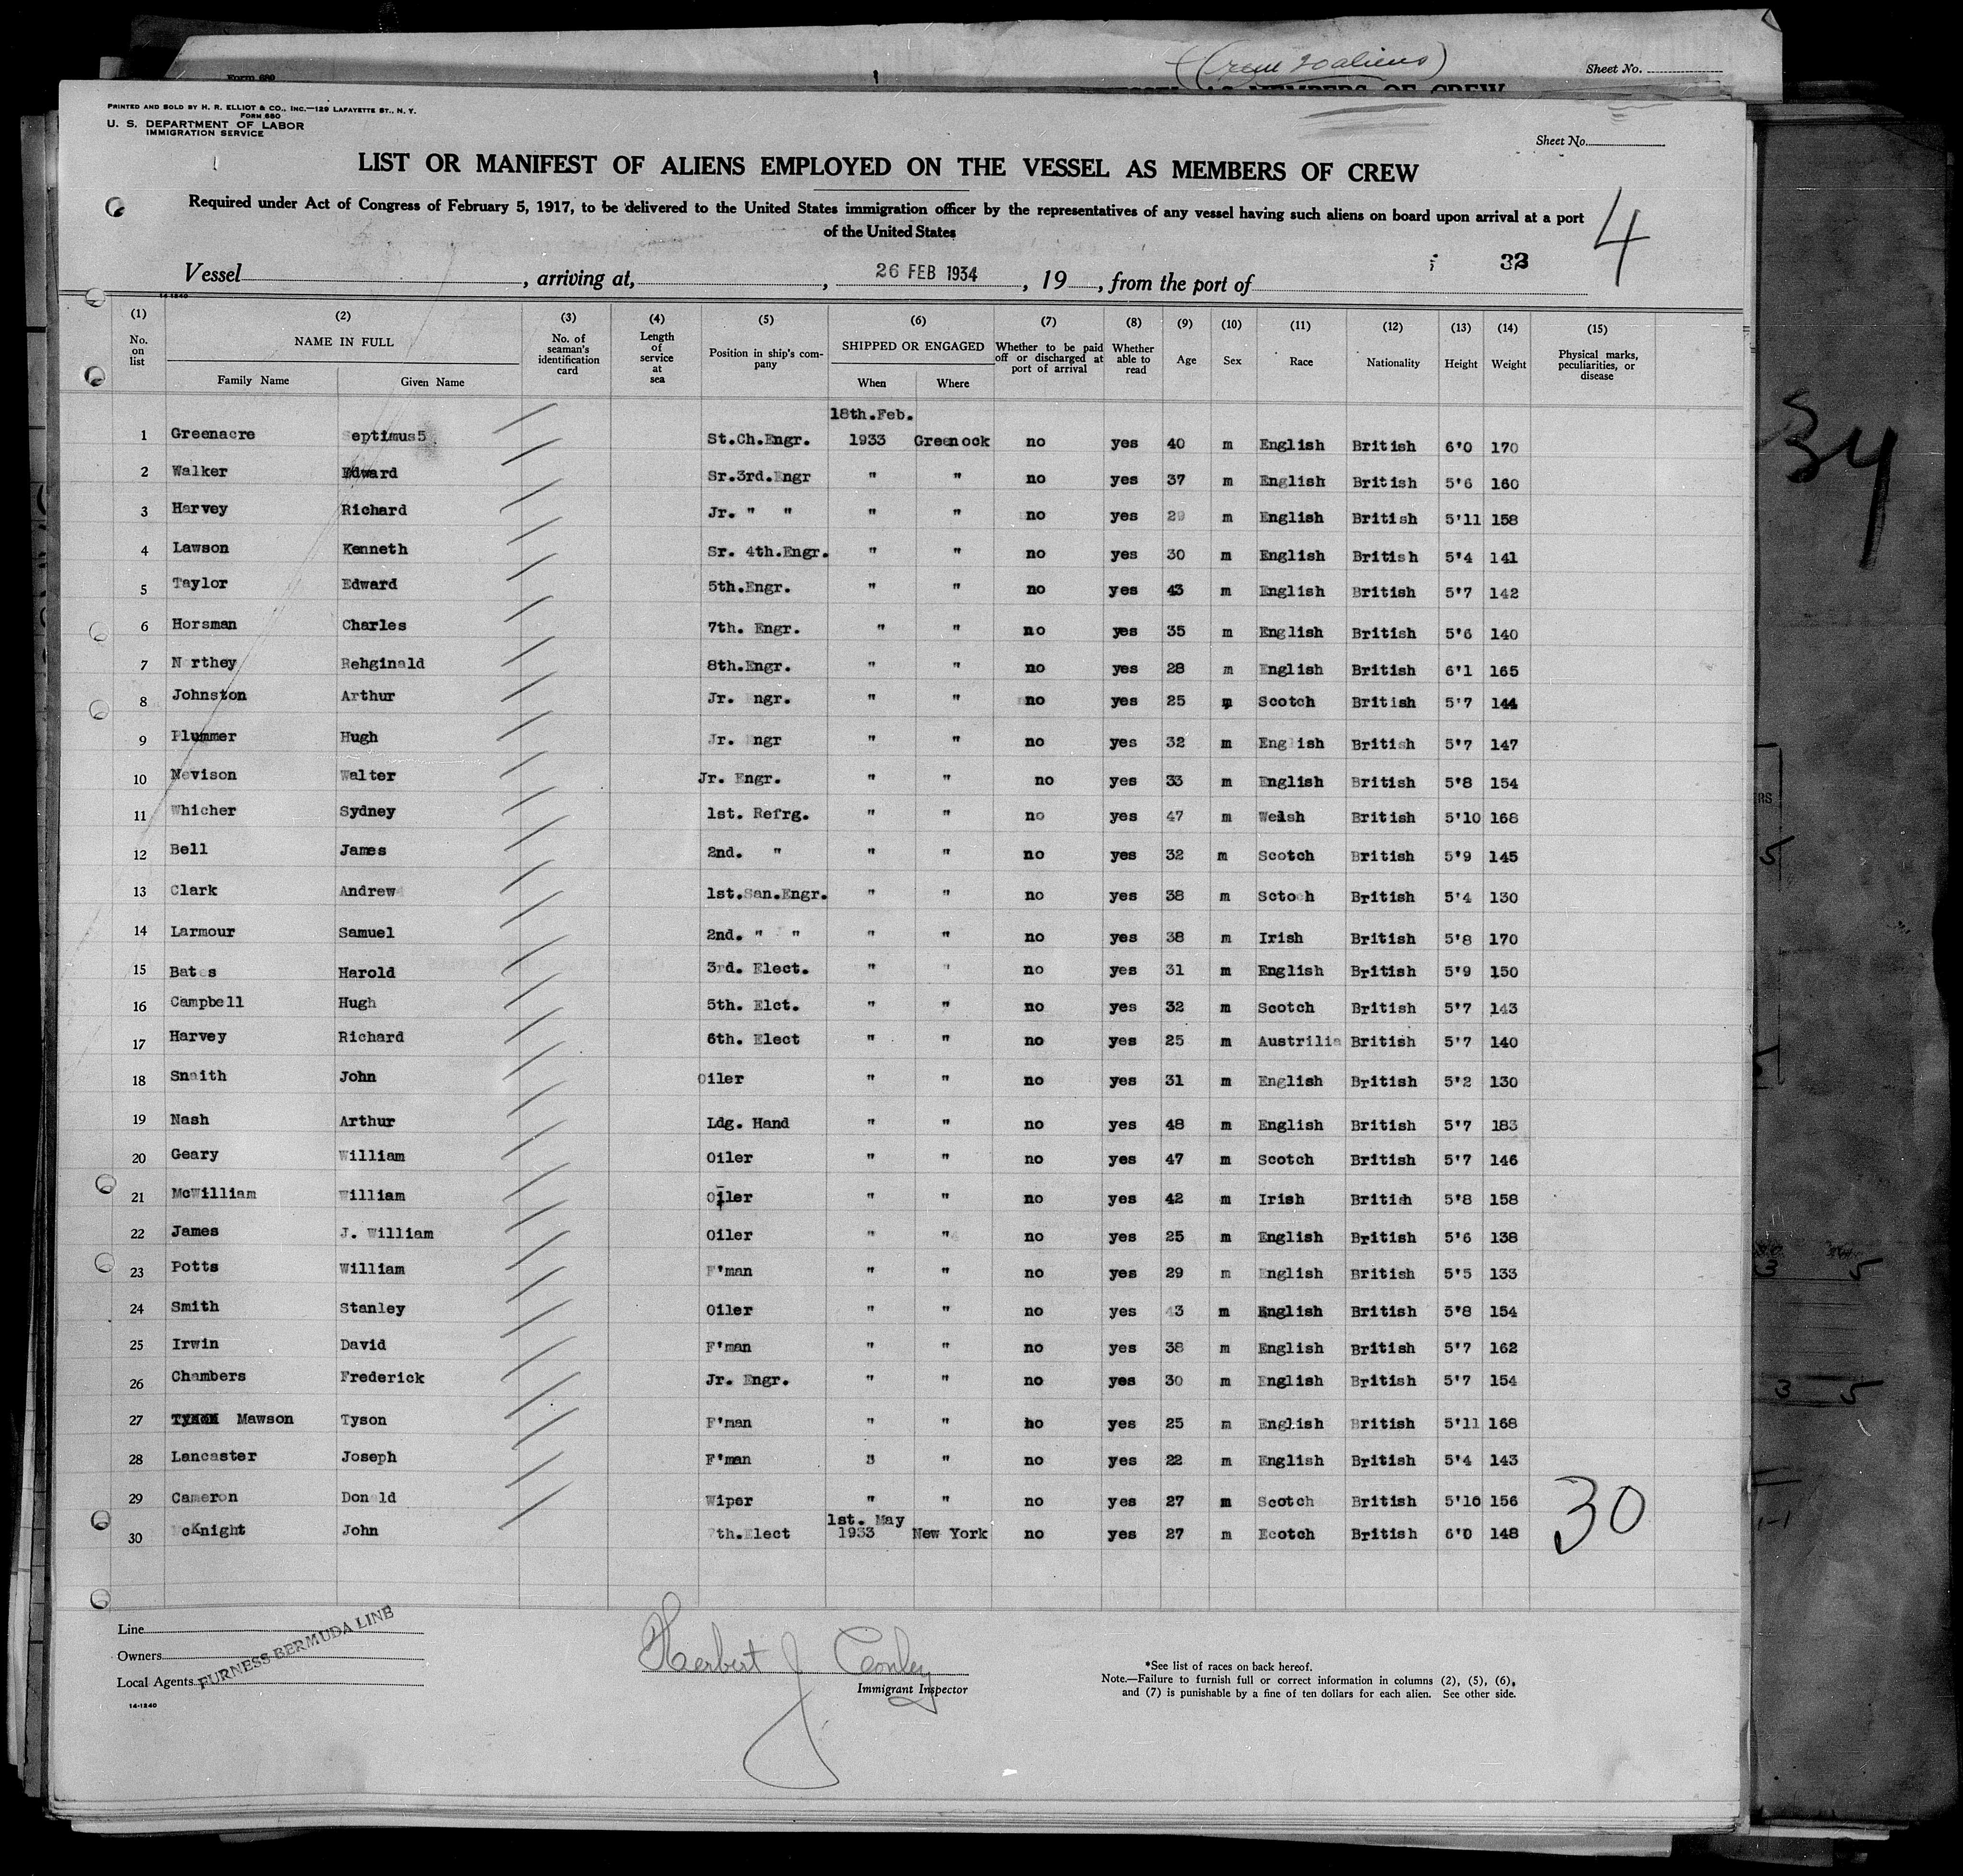 Form 689
(Crew 30 aliens)
Sheet No.
PRINTED AND SOLD BY H. R. ELLIOT & CO., INC.—129 LAFAYETTE ST., N. Y.
FORM 680
U. S. DEPARTMENT OF LABOR
IMMIGRATION SERVICE
Sheet No.
LIST OR MANIFEST OF ALIENS EMPLOYED ON THE VESSEL AS MEMBERS OF CREW
Required under Act of Congress of February 5, 1917, to be delivered to the United States immigration officer by the representatives of any vessel having such aliens on board upon arrival at a port
of the United States
4
32
Vessel , arriving at, , 26 FEB 1934 , 19 , from the port of
14-1240
(1) No. on list (2) NAME IN FULL Family Name Given Name (3) No. of seaman's identification card (4) Length of service at sea (5) Position in ship's company (6) SHIPPED OR ENGAGED When Where (7) Whether to be paid off or discharged at port of arrival (8) Whether able to read (9) Age (10) Sex (11) Race (12) Nationality (13) Height (14) Weight (15) Physical marks, peculiarities, or disease
18th.Feb.
1 Greenacre eptimus5 St.Ch.Engr. 1933 Greenock no yes 40 m English British 6'0 170
2 Walker Edward Sr.3rd.Engr " " no yes 37 m English British 5'6 160
3 Harvey Richard Jr. " " " " no yes 29 m English British 5'11 158
4 Lawson Kenneth Sr. 4th.Engr. " " no yes 30 m English British 5'4 141
5 Taylor Edward 5th.Engr. " " no yes 43 m English British 5'7 142
6 Horsman Charles 7th. Engr. " " no yes 35 m English British 5'6 140
7 Northey Rehginald 8th.Engr. " " no yes 28 m English British 6'1 165
8 Johnston Arthur Jr. Engr. " " no yes 25 m Scotch British 5'7 144
9 Plummer Hugh Jr. Engr " " no yes 32 m English British 5'7 147
10 Nevison Walter Jr. Engr. " " no yes 33 m English British 5'8 154
11 Whicher Sydney 1st. Refrg. " " no yes 47 m Welsh British 5'10 168
12 Bell James 2nd. " " " no yes 32 m Scotch British 5'9 145
13 Clark Andrew 1st.San.Engr. " " no yes 38 m Sctoch British 5'4 130
14 Larmour Samuel 2nd. " " " " no yes 38 m Irish British 5'8 170
15 Bates Harold 3rd. Elect. " " no yes 31 m English British 5'9 150
16 Campbell Hugh 5th. Elct. " " no yes 32 m Scotch British 5'7 143
17 Harvey Richard 6th. Elect " " no yes 25 m Austrilia British 5'7 140
18 Snaith John Oiler " " no yes 31 m English British 5'2 130
19 Nash Arthur Ldg. Hand " " no yes 48 m English British 5'7 183
20 Geary William Oiler " " no yes 47 m Scotch British 5'7 146
21 McWilliam William Oiler " " no yes 42 m Irish British 5'8 158
22 James J. William Oiler " " no yes 25 m English British 5'6 138
23 Potts William F'man " " no yes 29 m English British 5'5 133
24 Smith Stanley Oiler " " no yes 43 m English British 5'8 154
25 Irwin David F'man " " no yes 38 m English British 5'7 162
26 Chambers Frederick Jr. Engr. " " no yes 30 m English British 5'7 154
27 Mawson Tyson F'man " " no yes 25 m English British 5'11 168
28 Lancaster Joseph F'man " " no yes 22 m English British 5'4 143
29 Cameron Donald Wiper " " no yes 27 m Scotch British 5'10 156
1st. May
30 McKnight John 7th.Elect 1933 New York no yes 27 m Ecotch British 6'0 148
30
Line
Owners
Local Agents FURNESS BERMUDA LINE
14-1240
Herbert J Conley
Immigrant Inspector
*See list of races on back hereof.
Note.—Failure to furnish full or correct information in columns (2), (5), (6),
and (7) is punishable by a fine of ten dollars for each alien. See other side.
34
RS
5
3 5
3 5